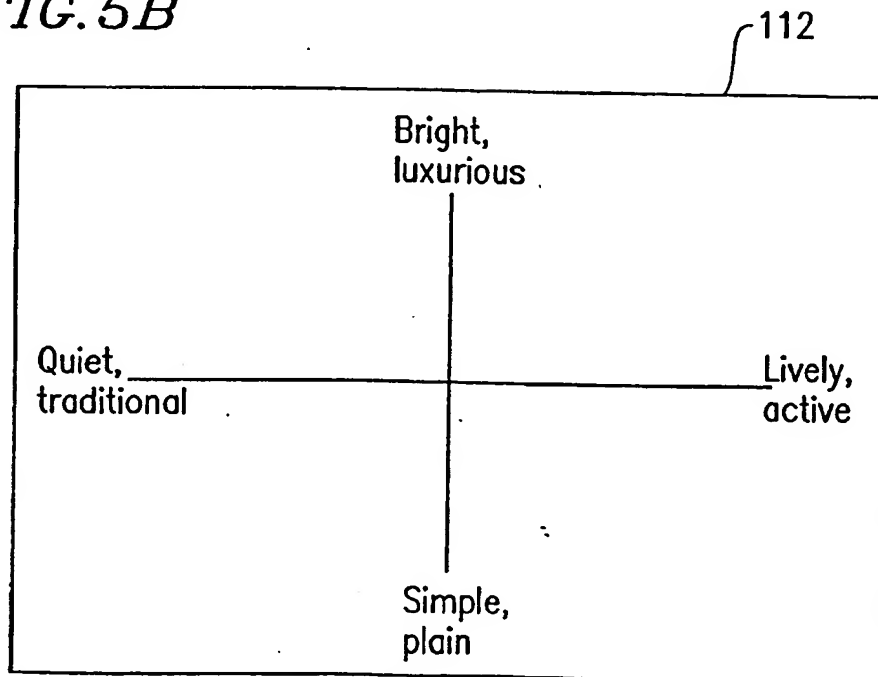 IG. 5B
112
Bright,
luxurious
Quiet,
traditional
Lively,
active
Simple,
plain